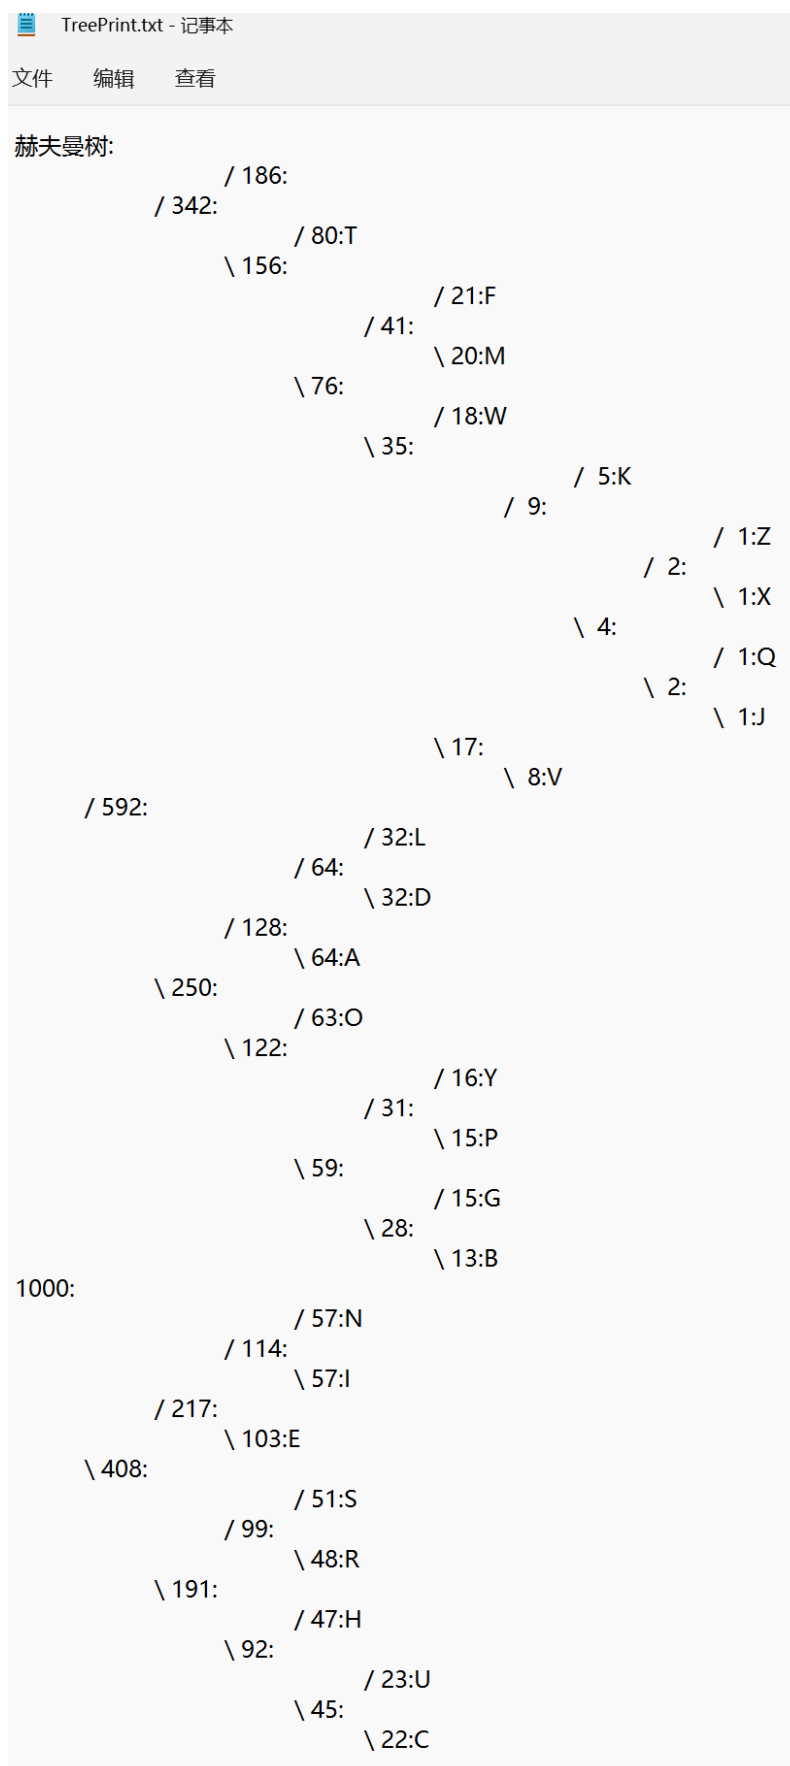 TreePrint.txt - 记事本
文件 编辑 查看
赫夫曼树:
/ 186:
/ 342:
/ 80:T
\ 156:
/ 21:F
/ 41:
\ 20:M
\ 76:
/ 18:W
\ 35:
/ 5:K
/ 9:
/ 1:Z
/ 2:
\ 1:X
\ 4:
/ 1:Q
\ 2:
\ 1:J
\ 17:
\ 8:V
/ 592:
/ 32:L
/ 64:
\ 32:D
/ 128:
\ 64:A
\ 250:
/ 63:O
\ 122:
/ 16:Y
/ 31:
\ 15:P
\ 59:
/ 15:G
\ 28:
\ 13:B
1000:
/ 57:N
/ 114:
\ 57:I
/ 217:
\ 103:E
\ 408:
/ 51:S
/ 99:
\ 48:R
\ 191:
/ 47:H
\ 92:
/ 23:U
\ 45:
\ 22:C